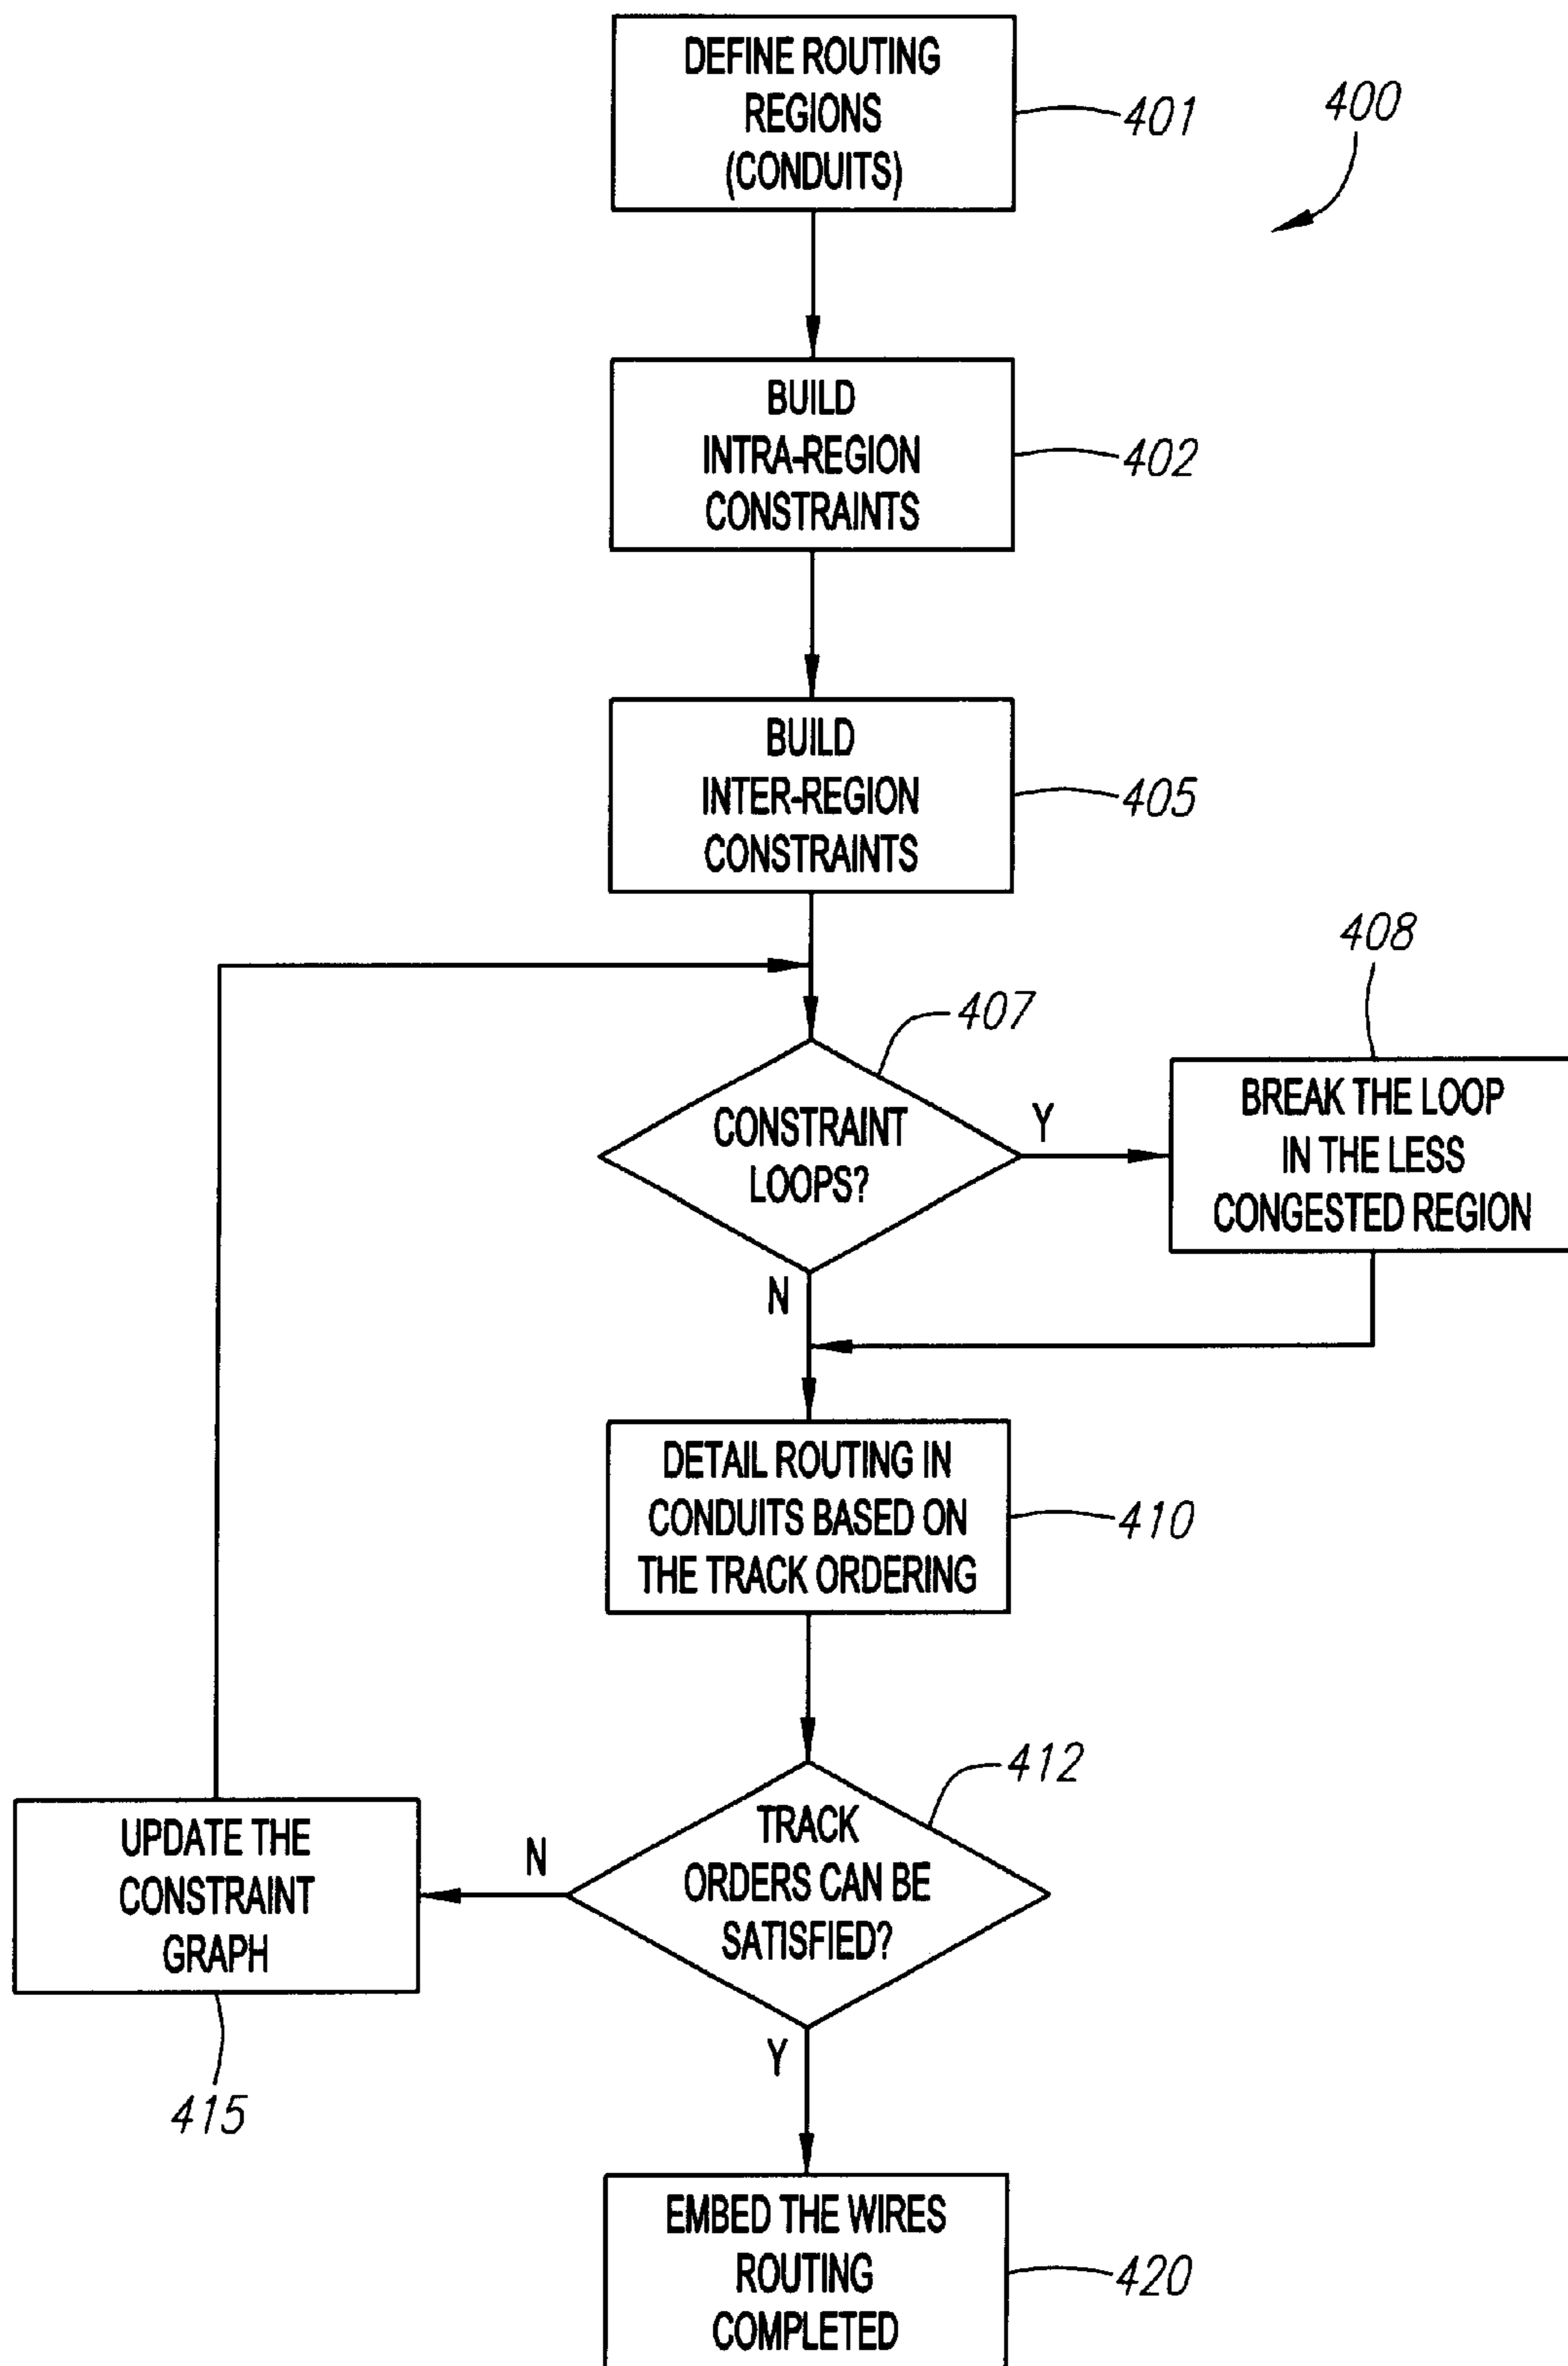 DEFINE ROUTING
REGIONS
(CONDUITS)
401
400
BUILD
INTRA-REGION
CONSTRAINTS
402
BUILD
INTER-REGION
CONSTRAINTS
405
408
407
CONSTRAINT
LOOPS?
Y
BREAK THE LOOP
IN THE LESS
CONGESTED REGION
N
DETAIL ROUTING IN
CONDUITS BASED ON
THE TRACK ORDERING
410
412
TRACK
ORDERS CAN BE
SATISFIED?
N
UPDATE THE
CONSTRAINT
GRAPH
415
Y
EMBED THE WIRES
ROUTING
COMPLETED
420